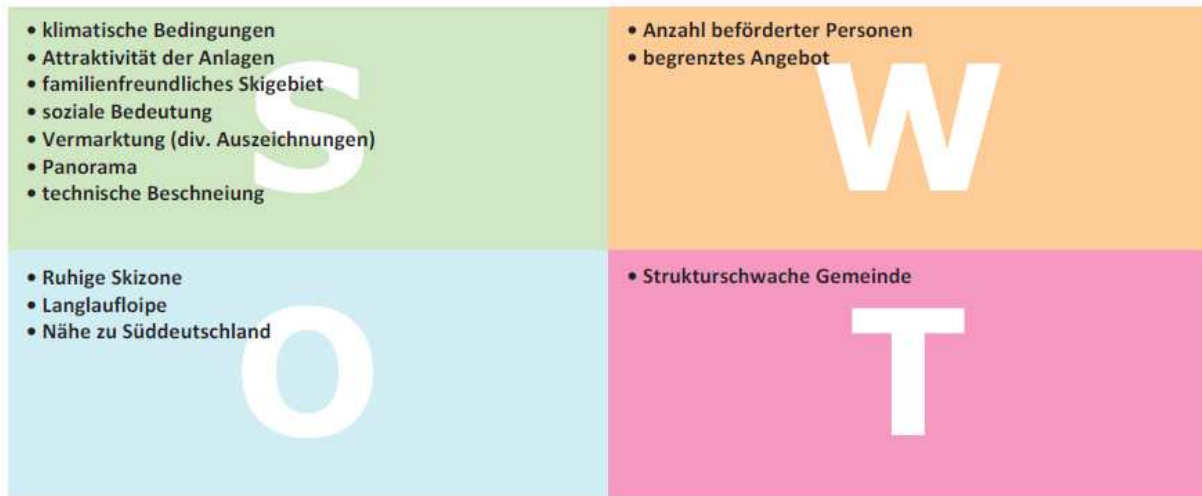 • klimatische Bedingungen
• Attraktivität der Anlagen
• familienfreundliches Skigebiet
• soziale Bedeutung
• Vermarktung (div. Auszeichnungen)
• Panorama
• technische Beschneiung
S
• Anzahl beförderter Personen
• begrenztes Angebot
W
• Ruhige Skizone
• Langlaufloipe
• Nähe zu Süddeutschland
O
• Strukturschwache Gemeinde
T